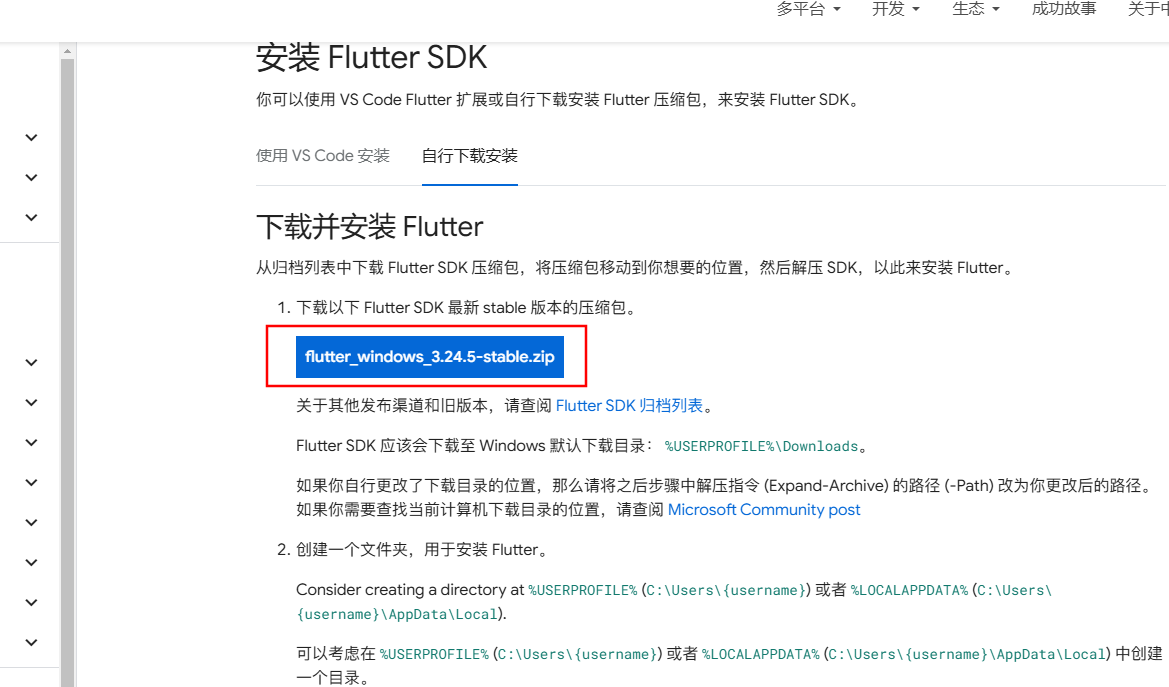 多平台 开发 生态 成功故事 关于中
安装 Flutter SDK
你可以使用 VS Code Flutter 扩展或自行下载安装 Flutter 压缩包，来安装 Flutter SDK。
使用 VS Code 安装 自行下载安装
下载并安装 Flutter
从归档列表中下载 Flutter SDK 压缩包，将压缩包移动到你想要的位置，然后解压 SDK，以此来安装 Flutter。
1. 下载以下 Flutter SDK 最新 stable 版本的压缩包。
flutter_windows_3.24.5-stable.zip
关于其他发布渠道和旧版本，请查阅 Flutter SDK 归档列表。
Flutter SDK 应该会下载至 Windows 默认下载目录： %USERPROFILE%\Downloads。
如果你自行更改了下载目录的位置，那么请将之后步骤中解压指令 (Expand-Archive) 的路径 (-Path) 改为你更改后的路径。
如果你需要查找当前计算机下载目录的位置，请查阅 Microsoft Community post
2. 创建一个文件夹，用于安装 Flutter。
Consider creating a directory at %USERPROFILE% (C:\Users\{username}) 或者 %LOCALAPPDATA% (C:\Users\
{username}\AppData\Local).
可以考虑在 %USERPROFILE% (C:\Users\{username}) 或者 %LOCALAPPDATA% (C:\Users\{username}\AppData\Local) 中创建
一个目录。